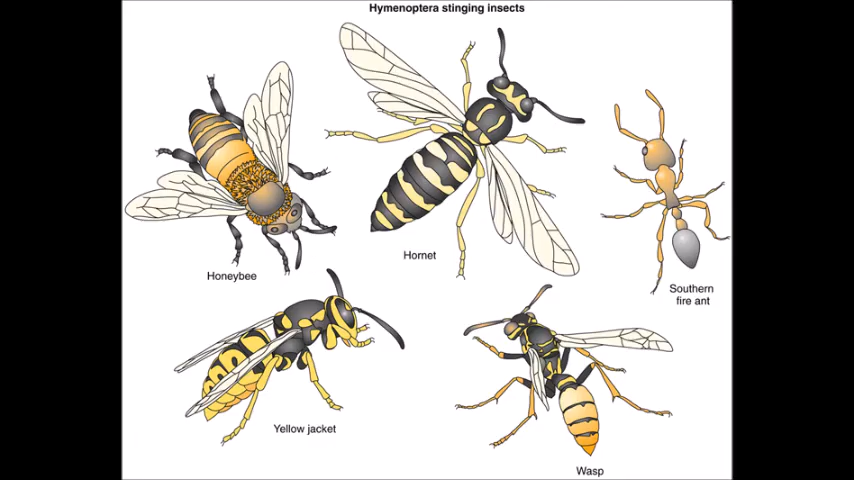 Hymenoptera stinging insects
Honeybee
Hornet
Southern
fire ant
Yellow jacket
Wasp